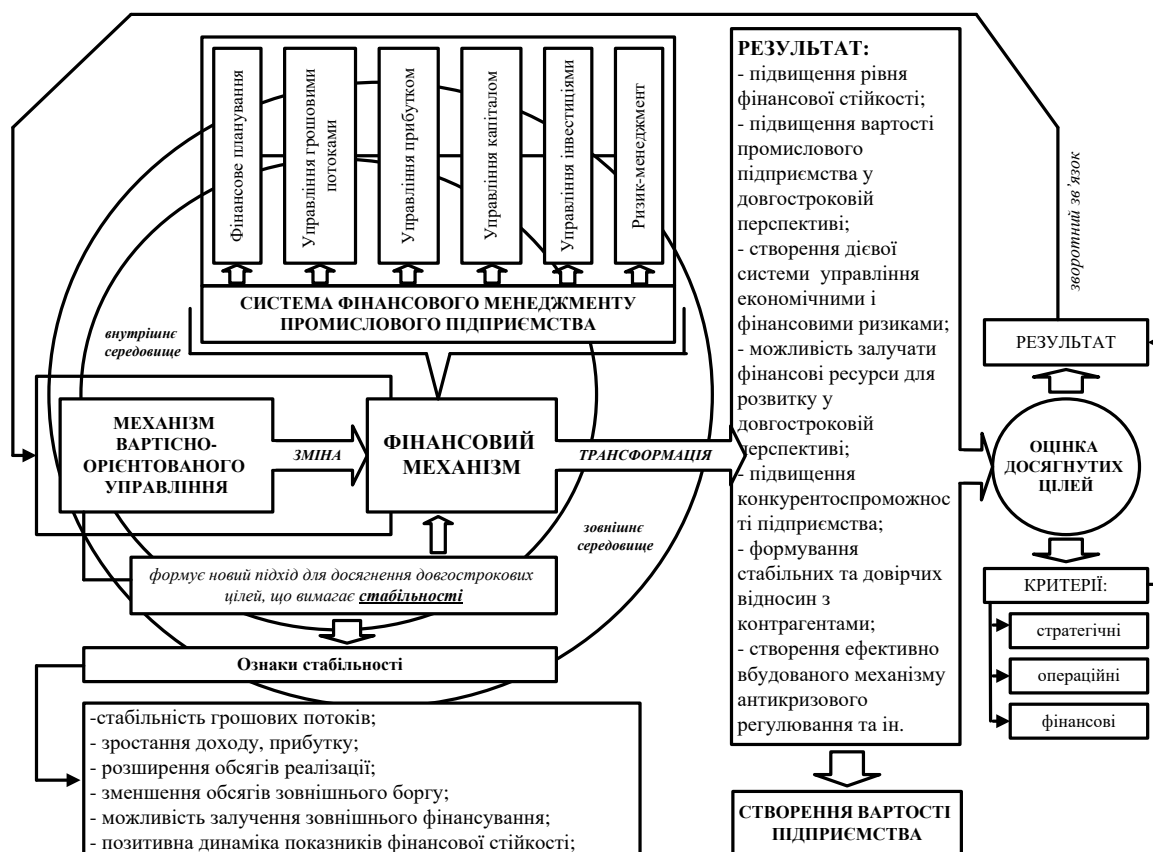 Фінансове планування
Управління грошовими
потоками
Управління прибутком
Управління капіталом
Управління інвестиціями
Ризик-менеджмент
СИСТЕМА ФІНАНСОВОГО МЕНЕДЖМЕНТУ
ПРОМИСЛОВОГО ПІДПРИЄМСТВА
внутрішнє
середовище
МЕХАНІЗМ
ВАРТІСНО-
ОРІЄНТОВАНОГО
УПРАВЛІННЯ
ЗМІНА
ФІНАНСОВИЙ
МЕХАНІЗМ
ТРАНСФОРМАЦІЯ
зовнішнє
середовище
формує новий підхід для досягнення довгострокових
цілей, що вимагає стабільності
Ознаки стабільності
-стабільність грошових потоків;
- зростання доходу, прибутку;
- розширення обсягів реалізації;
- зменшення обсягів зовнішнього боргу;
- можливість залучення зовнішнього фінансування;
- позитивна динаміка показників фінансової стійкості;
РЕЗУЛЬТАТ:
- підвищення рівня
фінансової стійкості;
- підвищення вартості
промислового
підприємства у
довгостроковій
перспективі;
- створення дієвої
системи управління
економічними і
фінансовими ризиками;
- можливість залучати
фінансові ресурси для
розвитку у
довгостроковій
перспективі;
- підвищення
конкурентоспроможнос
ті підприємства;
- формування
стабільних та довірчих
відносин з
контрагентами;
- створення ефективно
вбудованого механізму
антикризового
регулювання та ін.
СТВОРЕННЯ ВАРТОСТІ
ПІДПРИЄМСТВА
зворотний зв’язок
РЕЗУЛЬТАТ
ОЦІНКА
ДОСЯГНУТИХ
ЦІЛЕЙ
КРИТЕРІЇ:
стратегічні
операційні
фінансові